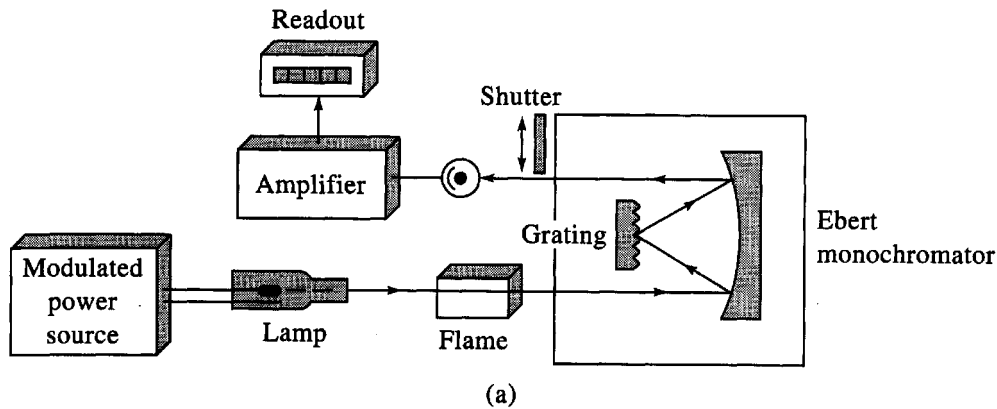 Readout
Shutter
Amplifier
Grating
Ebert
monochromator
Modulated
power
source
Lamp
Flame
(a)